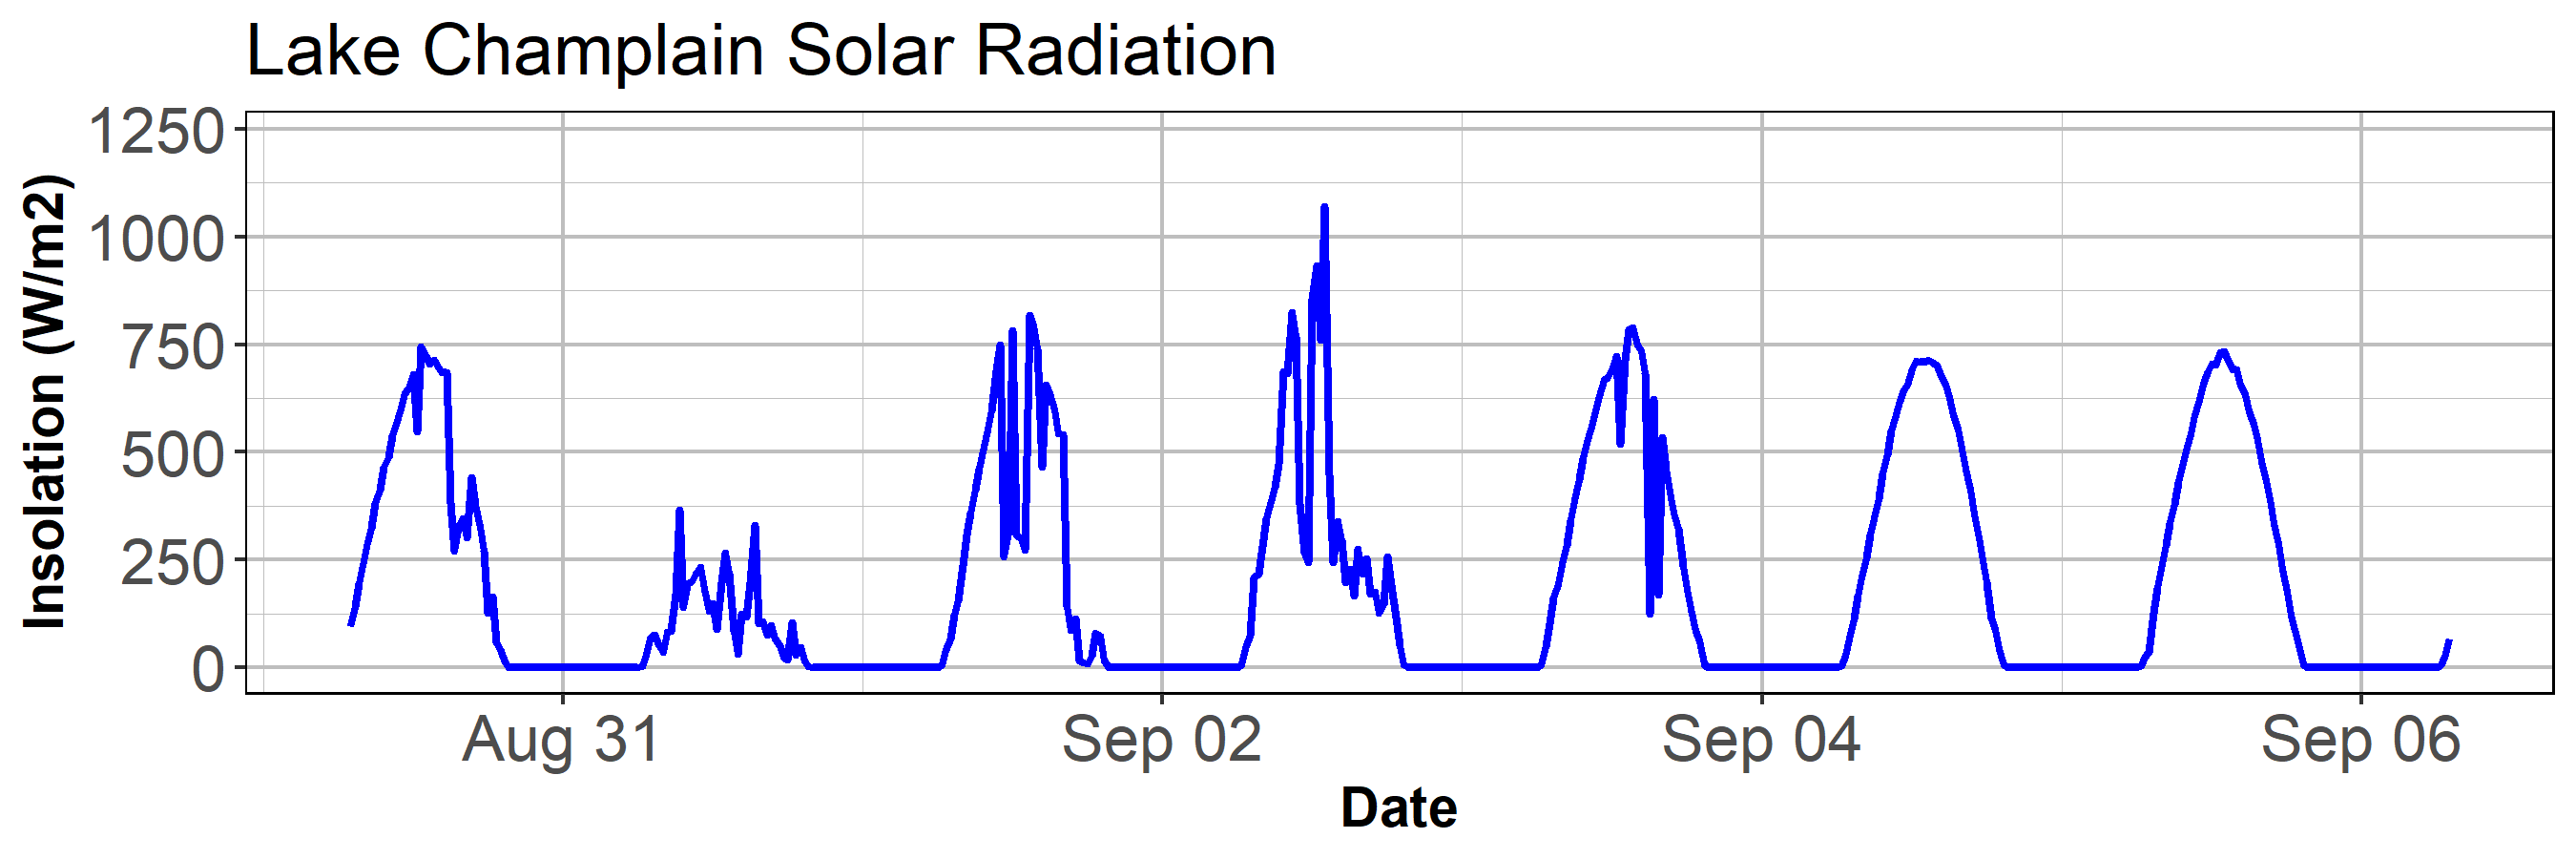 Lake Champlain Solar Radiation
1250
1000
750
500
250
0
Insolation (W/m2)
Aug 31
Sep 02
Sep 04
Sep 06
Date